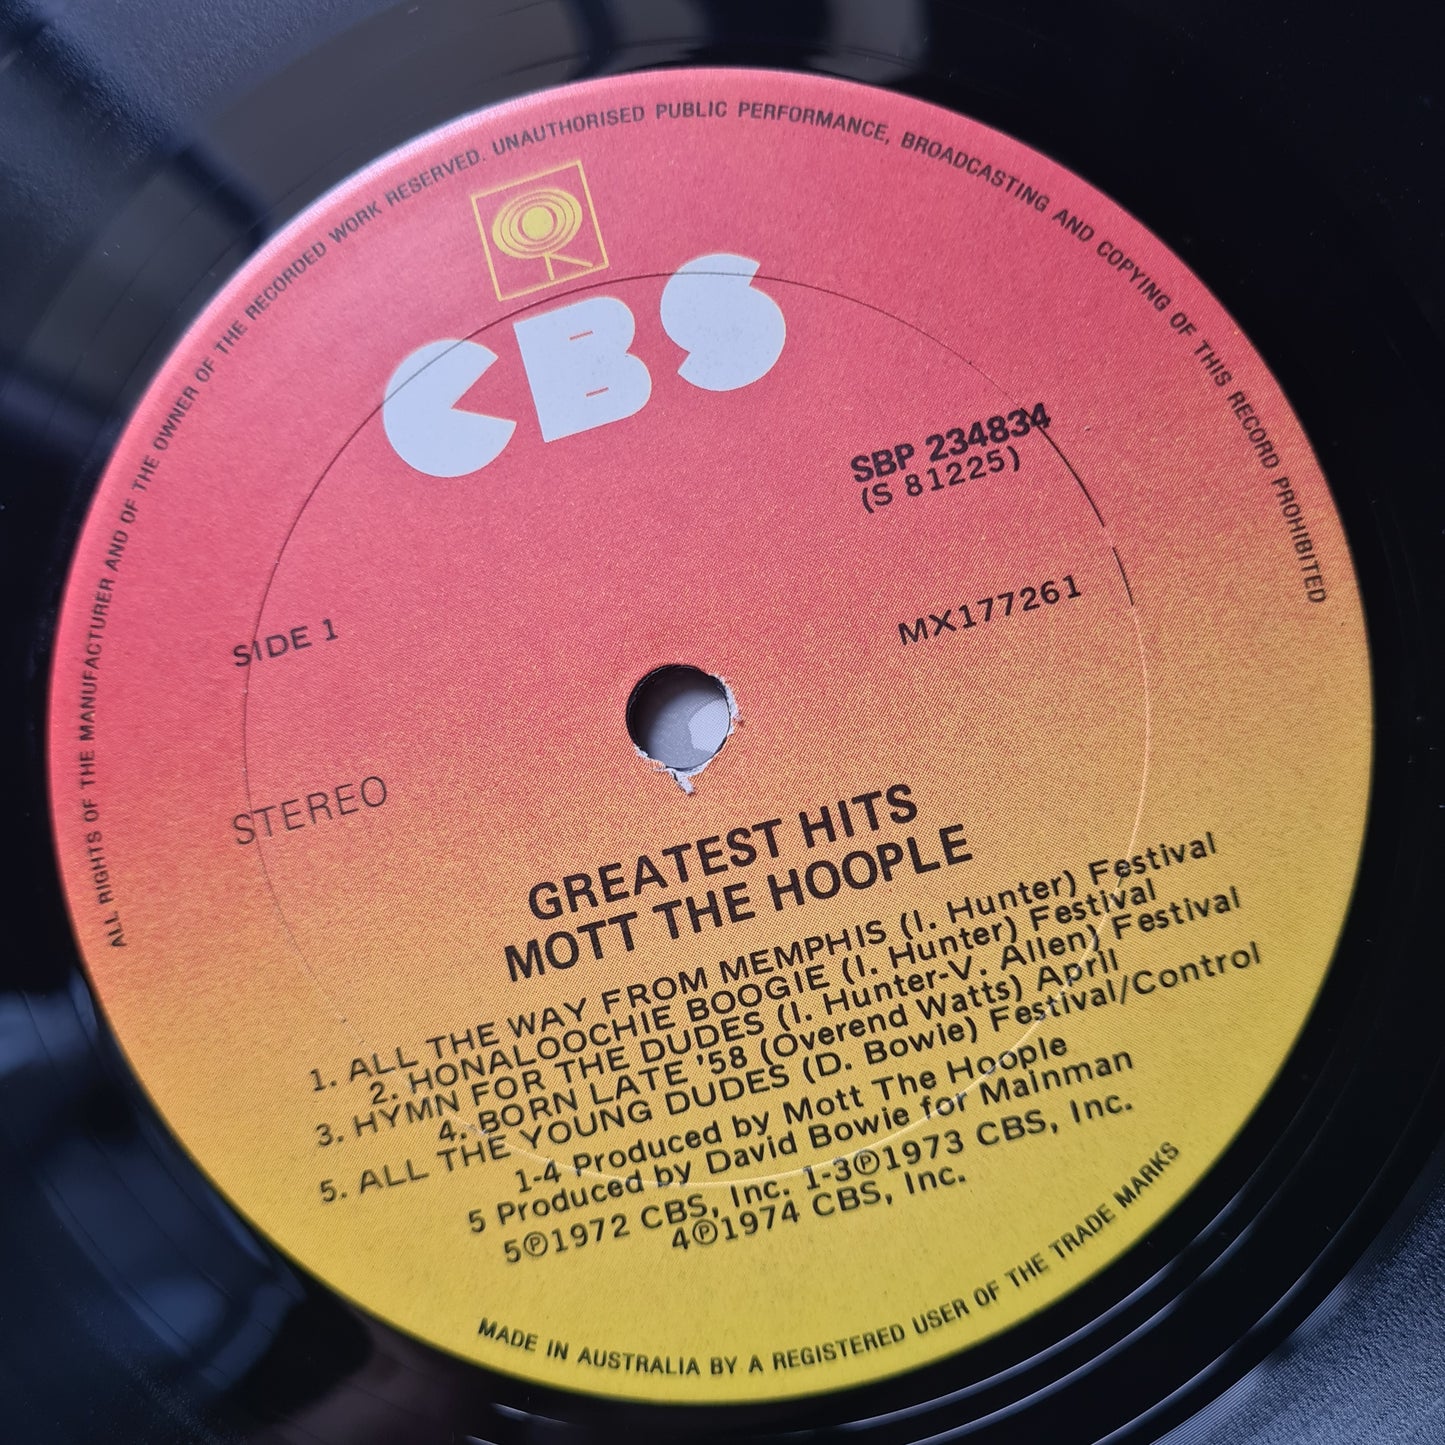 ALL RIGHTS OF THE MANUFACTURER AND OF THE OWNER OF THE RECORDED WORK RESERVED. UNAUTHORISED PUBLIC PERFORMANCE, BROADCASTING AND COPYING OF THIS RECORD PROHIBITED
CBS
SBP 234834
(S 81225)
SIDE 1
MX177261
STEREO
GREATEST HITS
MOTT THE HOOPLE
1. ALL THE WAY FROM MEMPHIS (I. Hunter) Festival
2. HONALOOCHIE BOOGIE (I. Hunter) Festival
3. HYMN FOR THE DUDES (I. Hunter-V. Allen) Festival
4. BORN LATE '58 (Overend Watts) April
5. ALL THE YOUNG DUDES (D. Bowie) Festival/Control
1-4 Produced by Mott The Hoople
5 Produced by David Bowie for Mainman
5℗1972 CBS, Inc. 1-3℗1973 CBS, Inc.
4℗1974 CBS, Inc.
MADE IN AUSTRALIA BY A REGISTERED USER OF THE TRADE MARKS